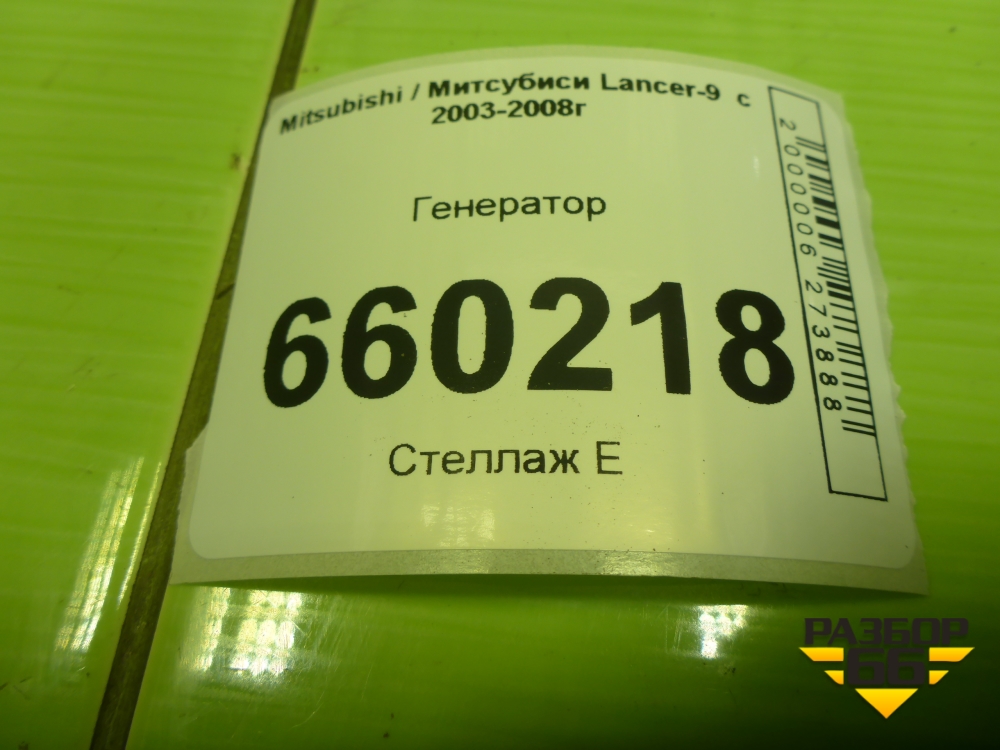 Mitsubishi / Митсубиси Lancer-9 с
2003-2008г
Генератор
660218
Стеллаж Е
2000006273888
РАЗБОР
66